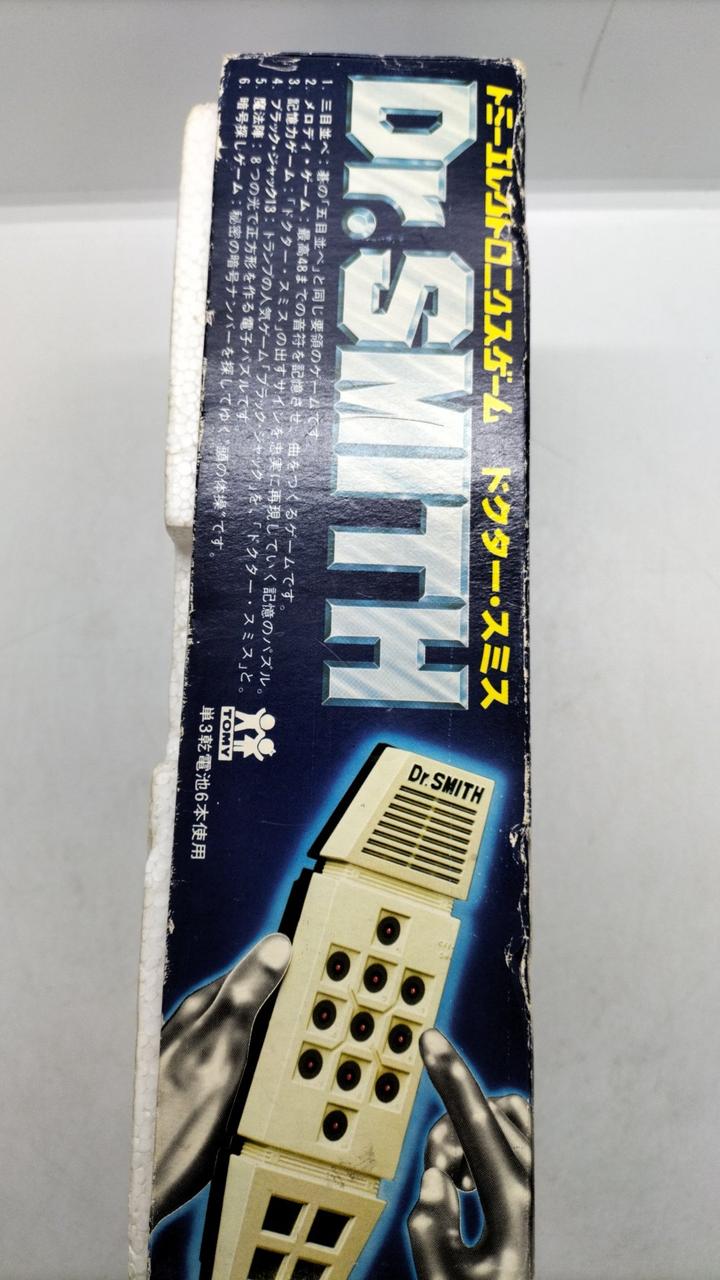 トミーエレクトロニクスゲーム ドクター・スミス
Dr.SMITH
1. 三目並べ：碁の「五目並べ」と同じ要領のゲームです
2. メロディ・ゲーム：最高48までの音符を記憶させ、曲をつくるゲームです。
3. 記憶力ゲーム：「ドクター・スミス」の出すサインを忠実に再現していく記憶のパズル。
4. ブラック・ジャック13：トランプの人気ゲーム「ブラック・ジャック」を、「ドクター・スミス」と。
5 魔法陣：8つの光で正方形を作る電子パズルです
6 暗号探しゲーム：秘密の暗号ナンバーを探してゆく“頭の体操”です。
TOMY
単3乾電池6本使用
Dr.SMITH